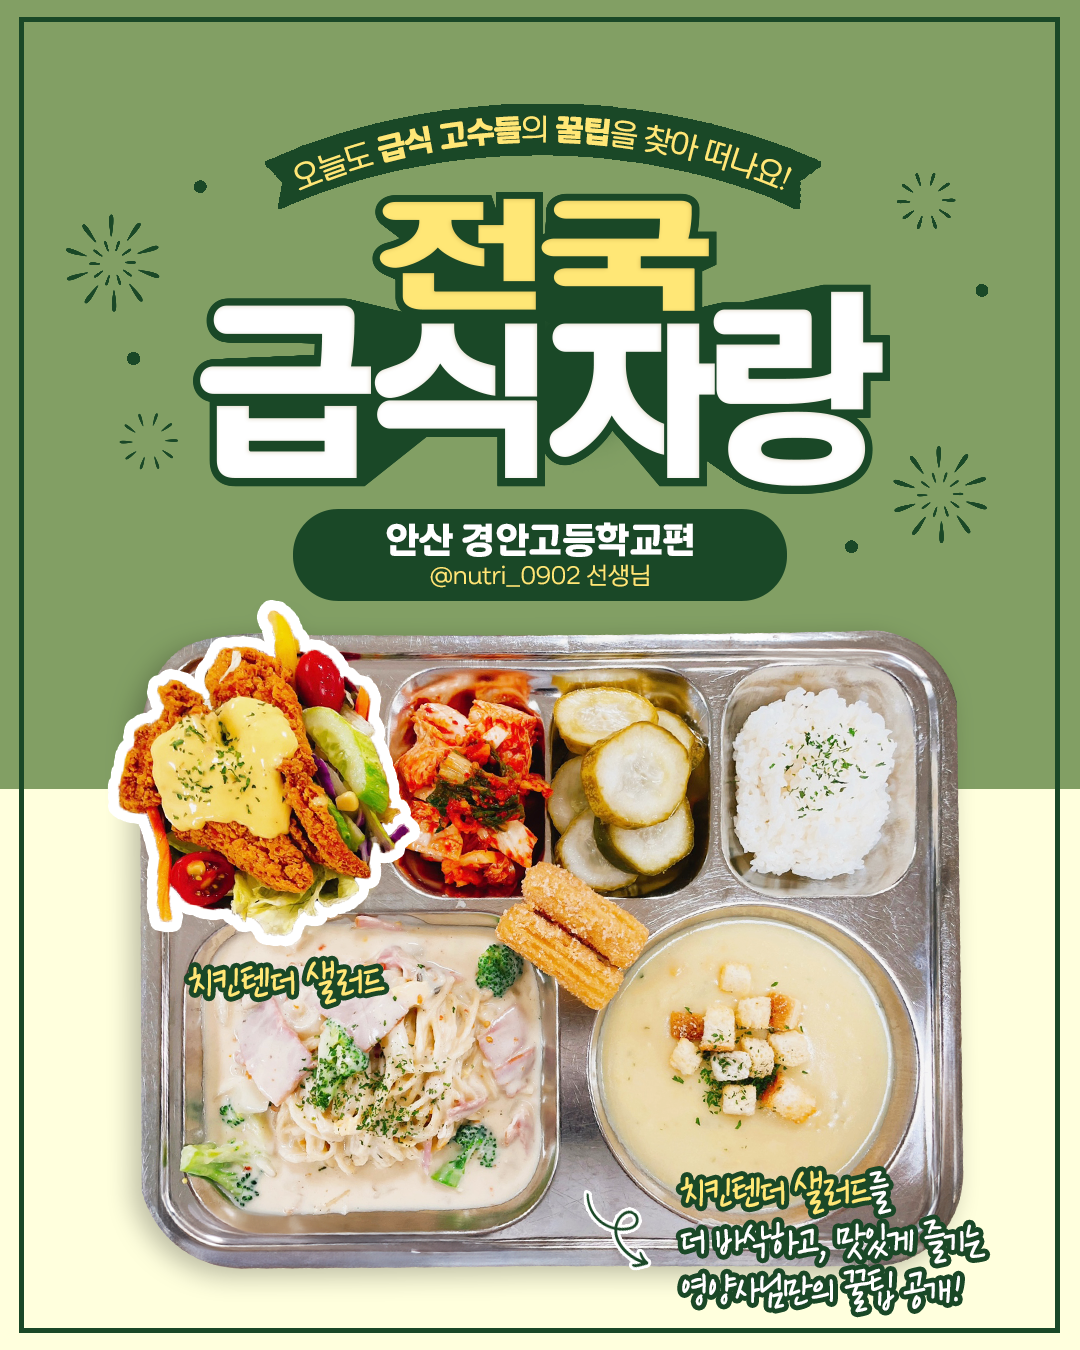 오늘도 급식 고수들의 꿀팁을 찾아 떠나요!
전국
급식자랑
안산 경안고등학교편
@nutri_0902 선생님
치킨텐더 샐러드
치킨텐더 샐러드를
더 바삭하고, 맛있게 즐기는
영양사님만의 꿀팁 공개!